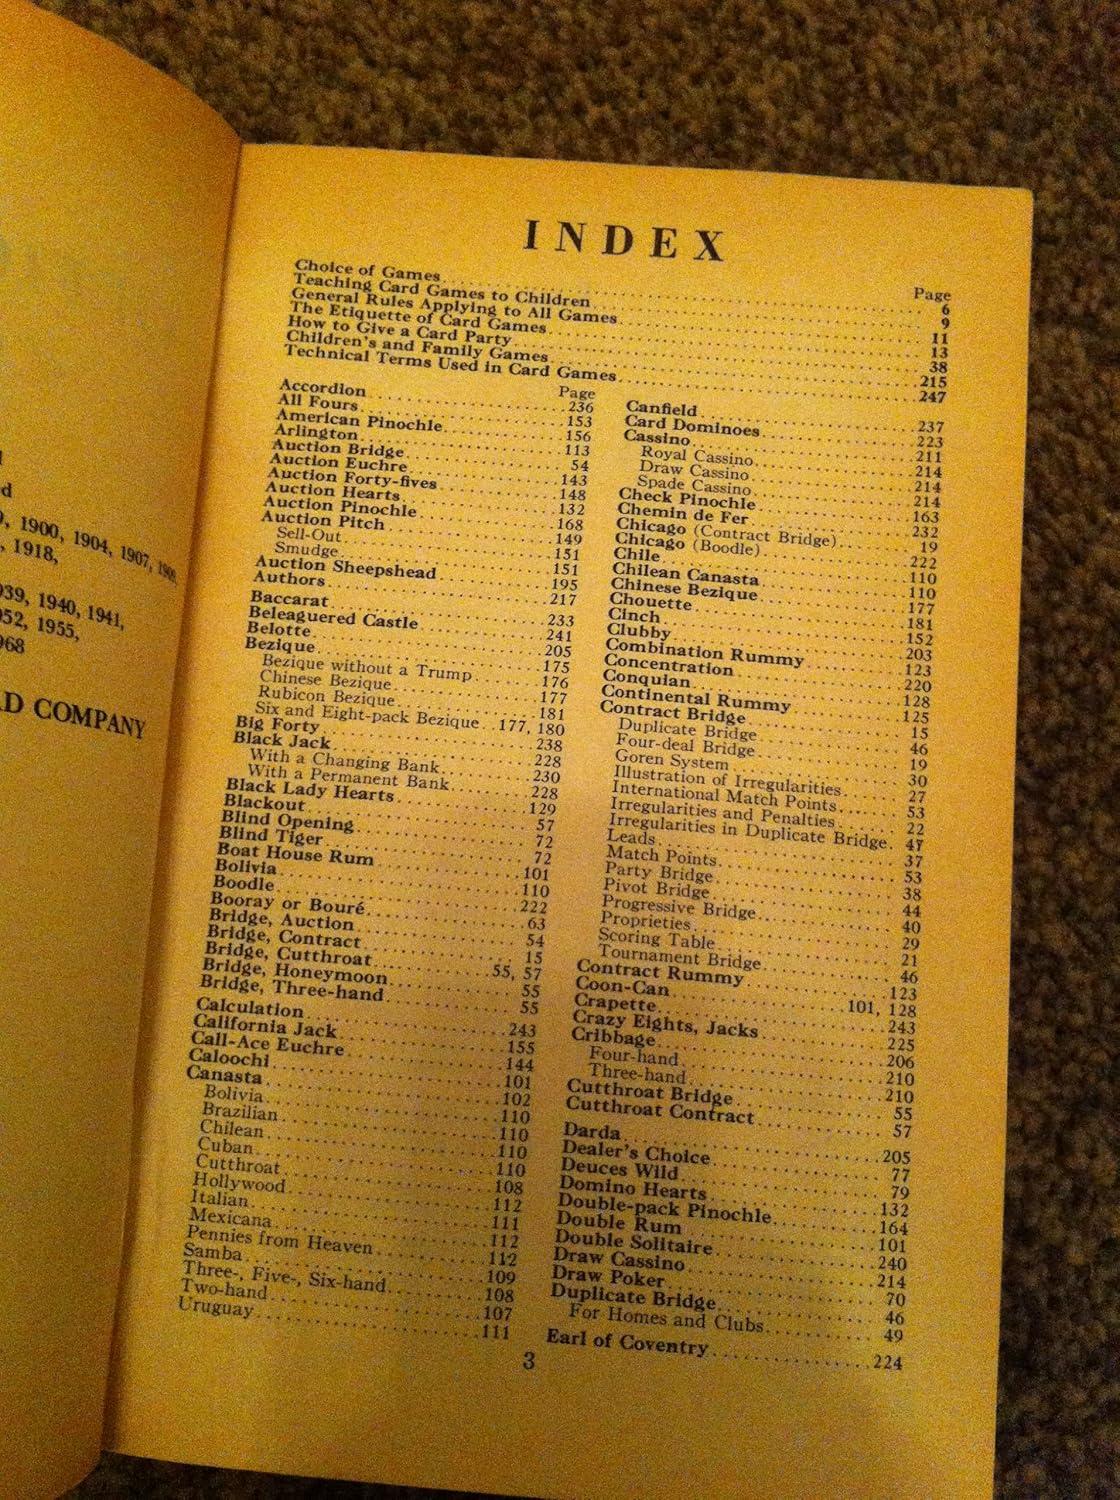 d
9, 1900, 1904, 1907, 1908,
, 1918,
939, 1940, 1941,
952, 1955,
968
RD COMPANY
INDEX
Page
Choice of Games 6
Teaching Card Games to Children 9
General Rules Applying to All Games 11
The Etiquette of Card Games 13
How to Give a Card Party 38
Children's and Family Games 215
Technical Terms Used in Card Games 247
Page
Accordion 236
All Fours 153
American Pinochle 156
Arlington 113
Auction Bridge 54
Auction Euchre 143
Auction Forty-fives 148
Auction Hearts 132
Auction Pinochle 168
Auction Pitch 149
Sell-Out 151
Smudge 151
Auction Sheepshead 195
Authors 217
Baccarat 233
Beleaguered Castle 241
Belotte 205
Bezique 175
Bezique without a Trump 176
Chinese Bezique 177
Rubicon Bezique 181
Six and Eight-pack Bezique 177, 180
Big Forty 238
Black Jack 228
With a Changing Bank 230
With a Permanent Bank 228
Black Lady Hearts 129
Blackout 57
Blind Opening 72
Blind Tiger 72
Boat House Rum 101
Bolivia 110
Boodle 222
Booray or Bouré 63
Bridge, Auction 54
Bridge, Contract 15
Bridge, Cutthroat 55, 57
Bridge, Honeymoon 55
Bridge, Three-hand 55
Calculation 243
California Jack 155
Call-Ace Euchre 144
Caloochi 101
Canasta 102
Bolivia 110
Brazilian 110
Chilean 110
Cuban 110
Cutthroat 108
Hollywood 112
Italian 111
Mexicana 112
Pennies from Heaven 112
Samba 109
Three-, Five-, Six-hand 108
Two-hand 107
Uruguay 111
Canfield 237
Card Dominoes 223
Cassino 211
Royal Cassino 214
Draw Cassino 214
Spade Cassino 214
Check Pinochle 163
Chemin de Fer 232
Chicago (Contract Bridge) 19
Chicago (Boodle) 222
Chile 110
Chilean Canasta 110
Chinese Bezique 177
Chouette 181
Cinch 152
Clubby 203
Combination Rummy 123
Concentration 220
Conquian 128
Continental Rummy 125
Contract Bridge 15
Duplicate Bridge 46
Four-deal Bridge 19
Goren System 30
Illustration of Irregularities 27
International Match Points 53
Irregularities and Penalties 22
Irregularities in Duplicate Bridge 47
Leads 37
Match Points 53
Party Bridge 38
Pivot Bridge 44
Progressive Bridge 40
Proprieties 29
Scoring Table 21
Tournament Bridge 46
Contract Rummy 123
Coon-Can 101, 128
Crapette 243
Crazy Eights, Jacks 225
Cribbage 206
Four-hand 210
Three-hand 210
Cutthroat Bridge 55
Cutthroat Contract 57
Darda 205
Dealer's Choice 77
Deuces Wild 79
Domino Hearts 132
Double-pack Pinochle 164
Double Rum 101
Double Solitaire 240
Draw Cassino 214
Draw Poker 70
Duplicate Bridge 46
For Homes and Clubs 49
Earl of Coventry 224
3